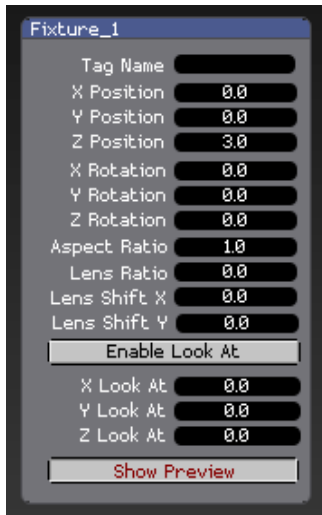 Fixture_1
Tag Name
X Position 0.0
Y Position 0.0
Z Position 3.0
X Rotation 0.0
Y Rotation 0.0
Z Rotation 0.0
Aspect Ratio 1.0
Lens Ratio 0.0
Lens Shift X 0.0
Lens Shift Y 0.0
Enable Look At
X Look At 0.0
Y Look At 0.0
Z Look At 0.0
Show Preview